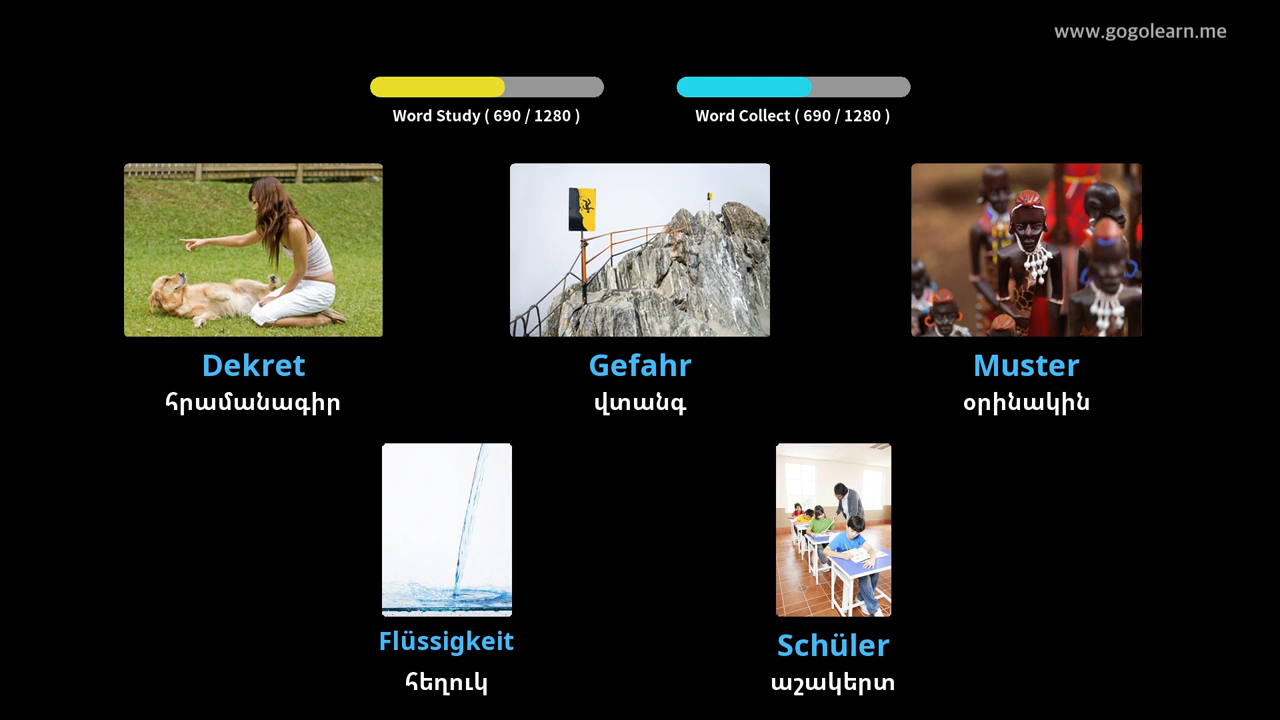 www.gogolearn.me
Word Study ( 690 / 1280 )
Word Collect ( 690 / 1280 )
Dekret
հրամանագիր
Gefahr
վտանգ
Muster
օրինակին
Flüssigkeit
հեղուկ
Schüler
աշակերտ